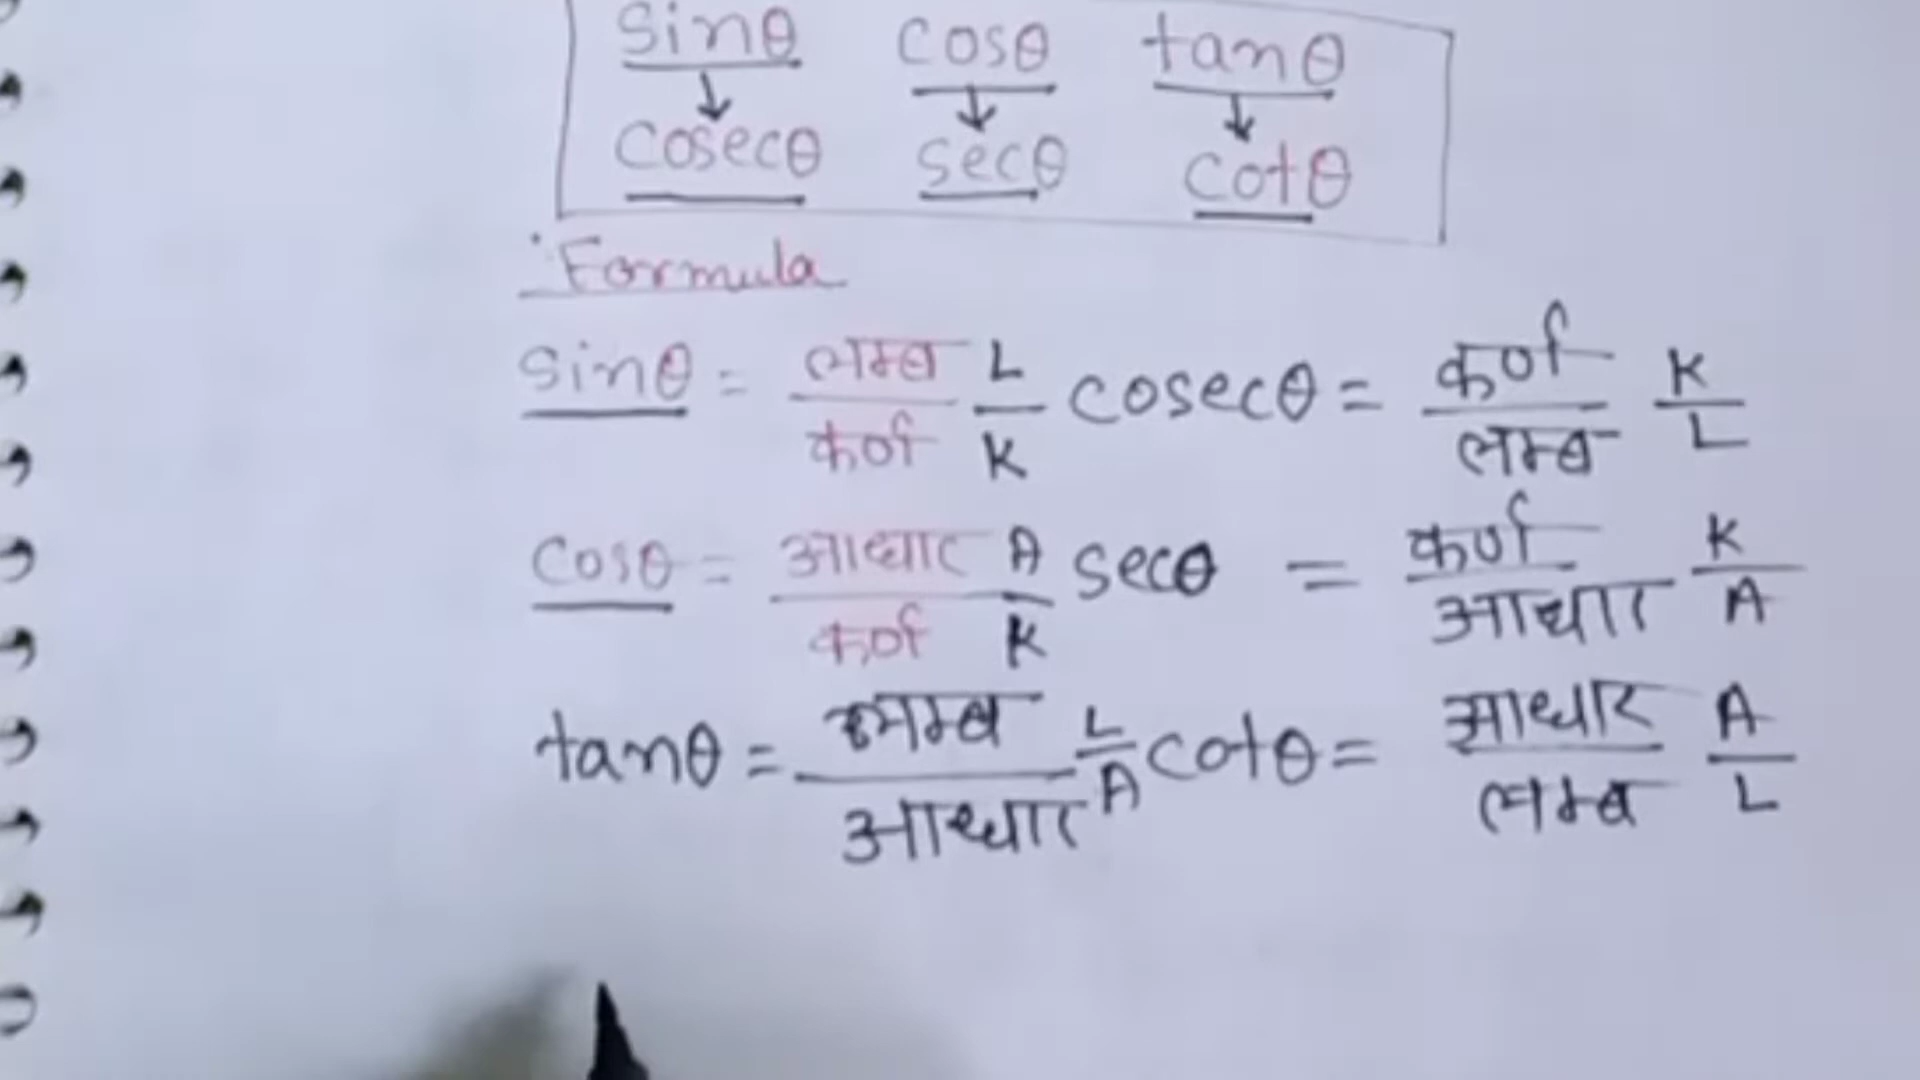 sinθ cosθ tanθ
↓ ↓ ↓
cosecθ secθ cotθ
Formula
sinθ = लम्ब/कर्ण L/K cosecθ = कर्ण/लम्ब K/L
cosθ = आधार/कर्ण A/K secθ = कर्ण/आधार K/A
tanθ = लम्ब/आधार L/A cotθ = आधार/लम्ब A/L